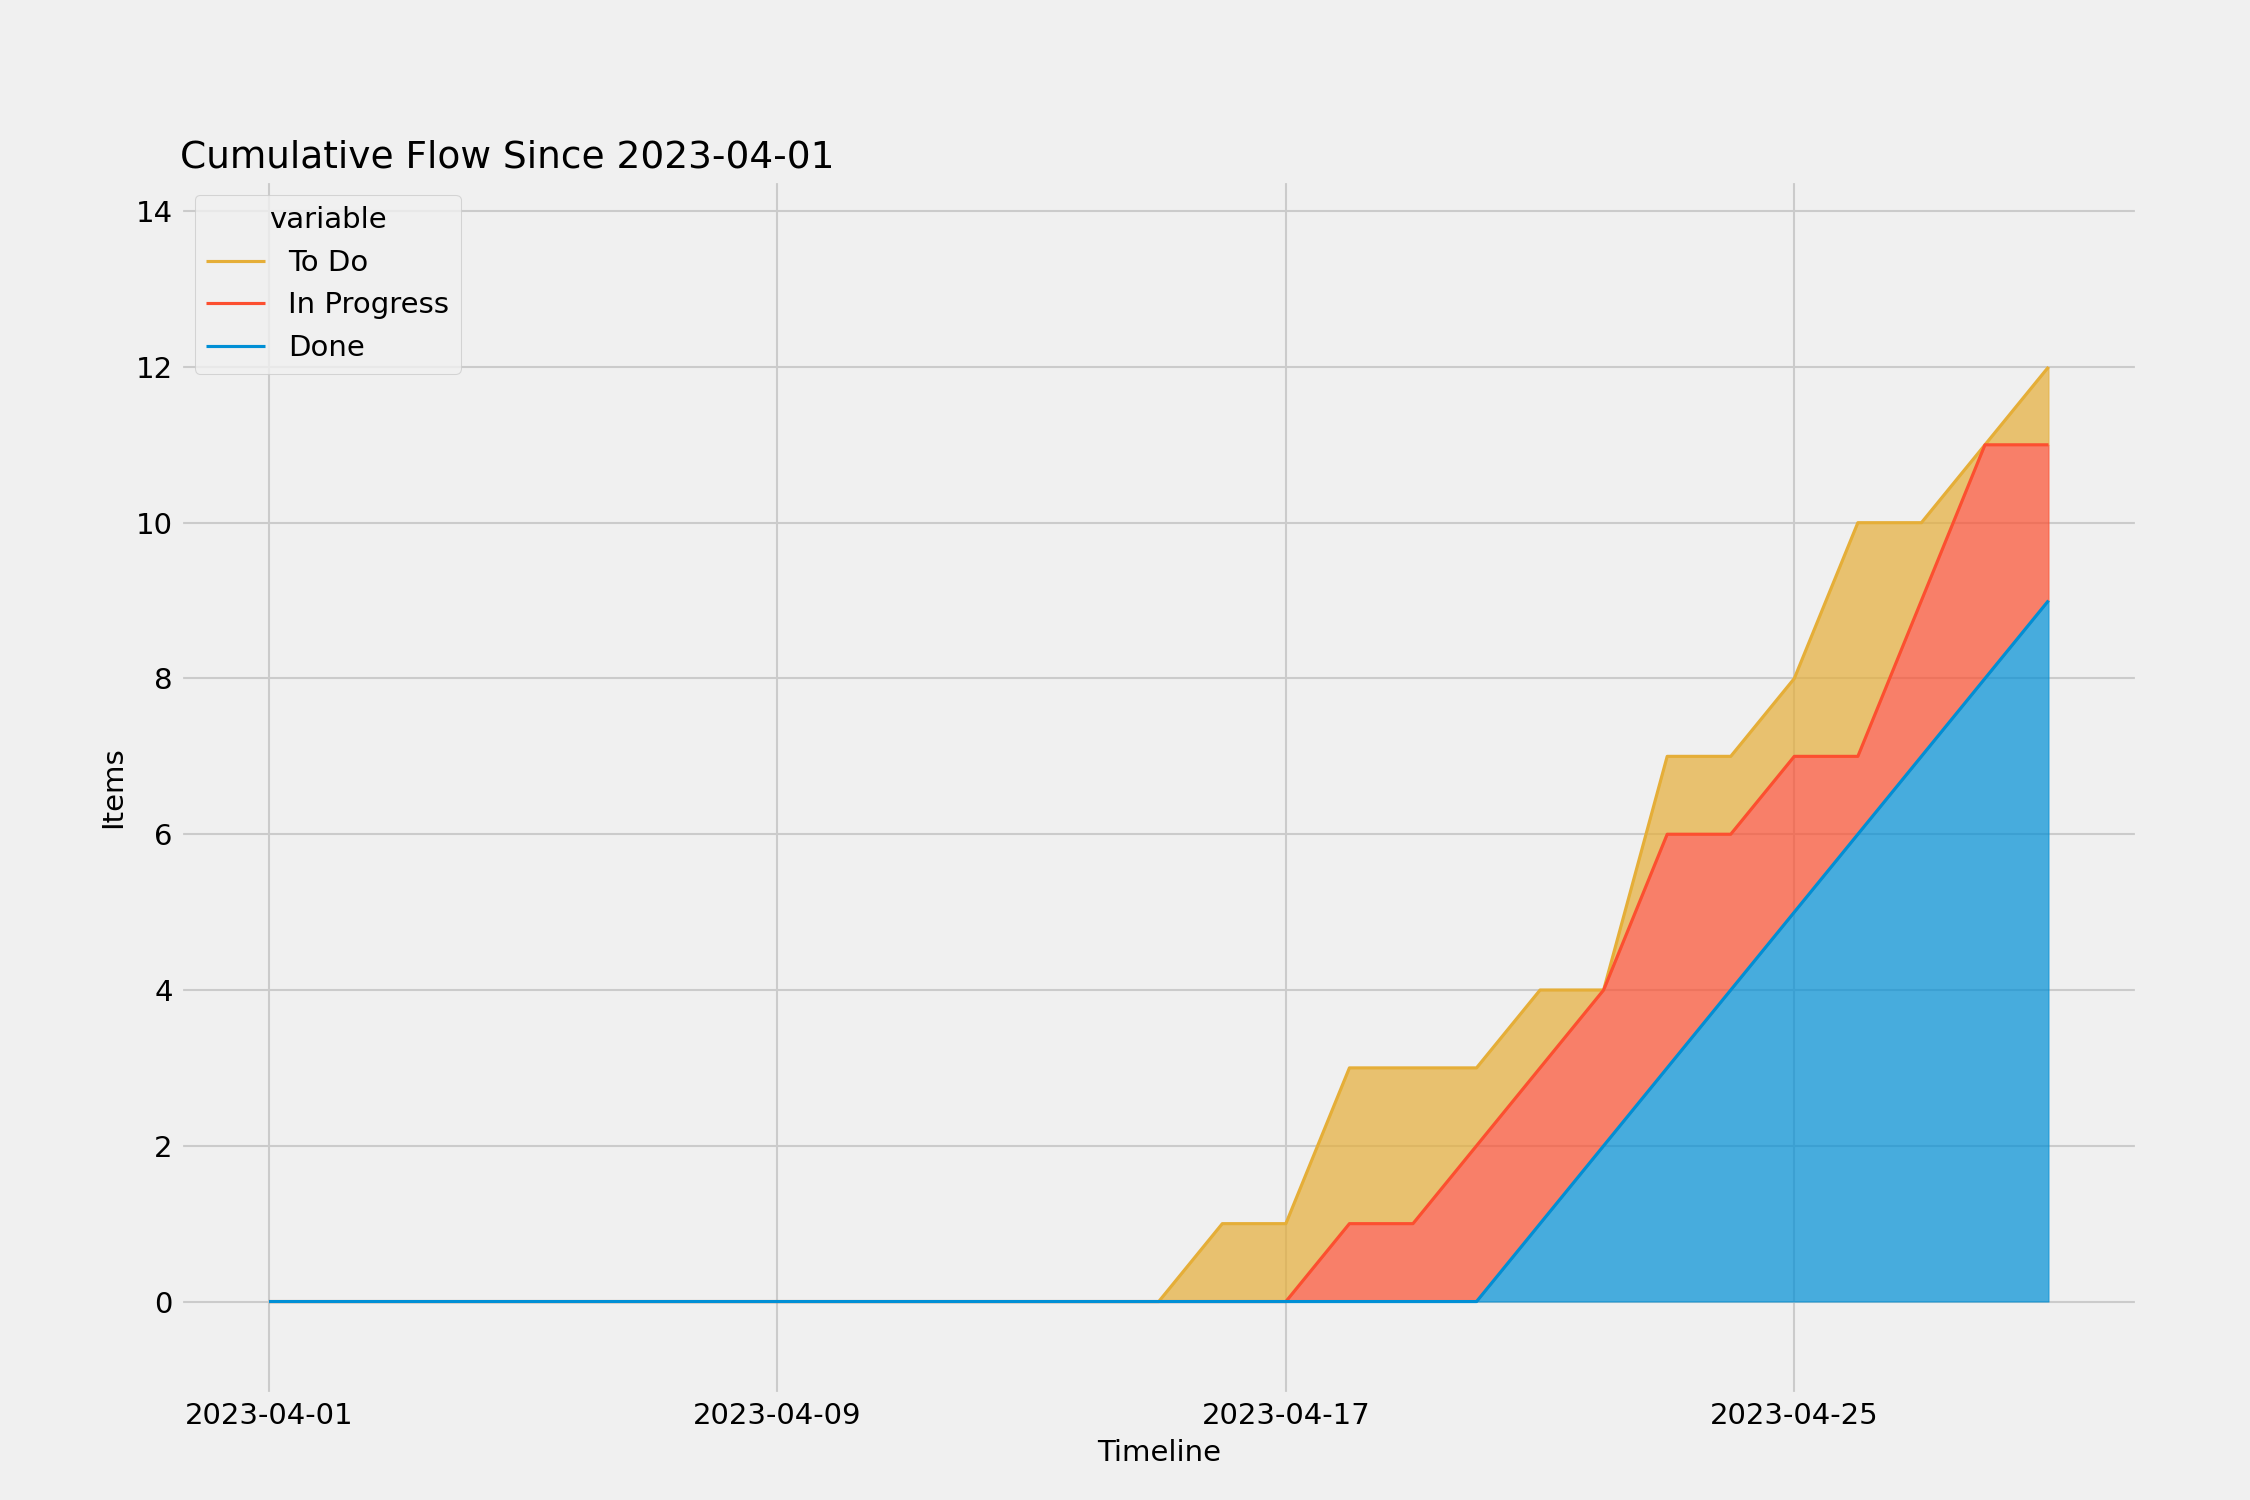 Cumulative Flow Since 2023-04-01
variable
To Do
In Progress
Done
14
12
10
8
6
4
2
0
Items
2023-04-01 2023-04-09 2023-04-17 2023-04-25
Timeline